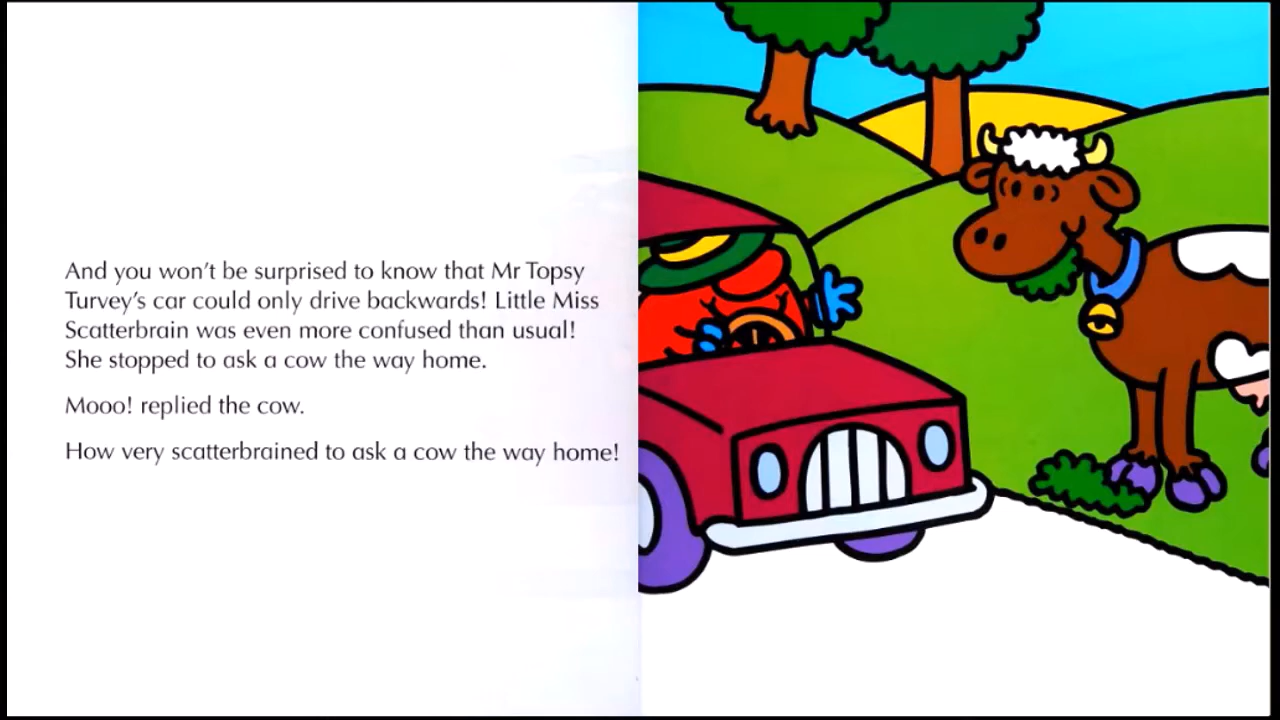 And you won't be surprised to know that Mr Topsy
Turvey's car could only drive backwards! Little Miss
Scatterbrain was even more confused than usual!
She stopped to ask a cow the way home.
Mooo! replied the cow.
How very scatterbrained to ask a cow the way home!